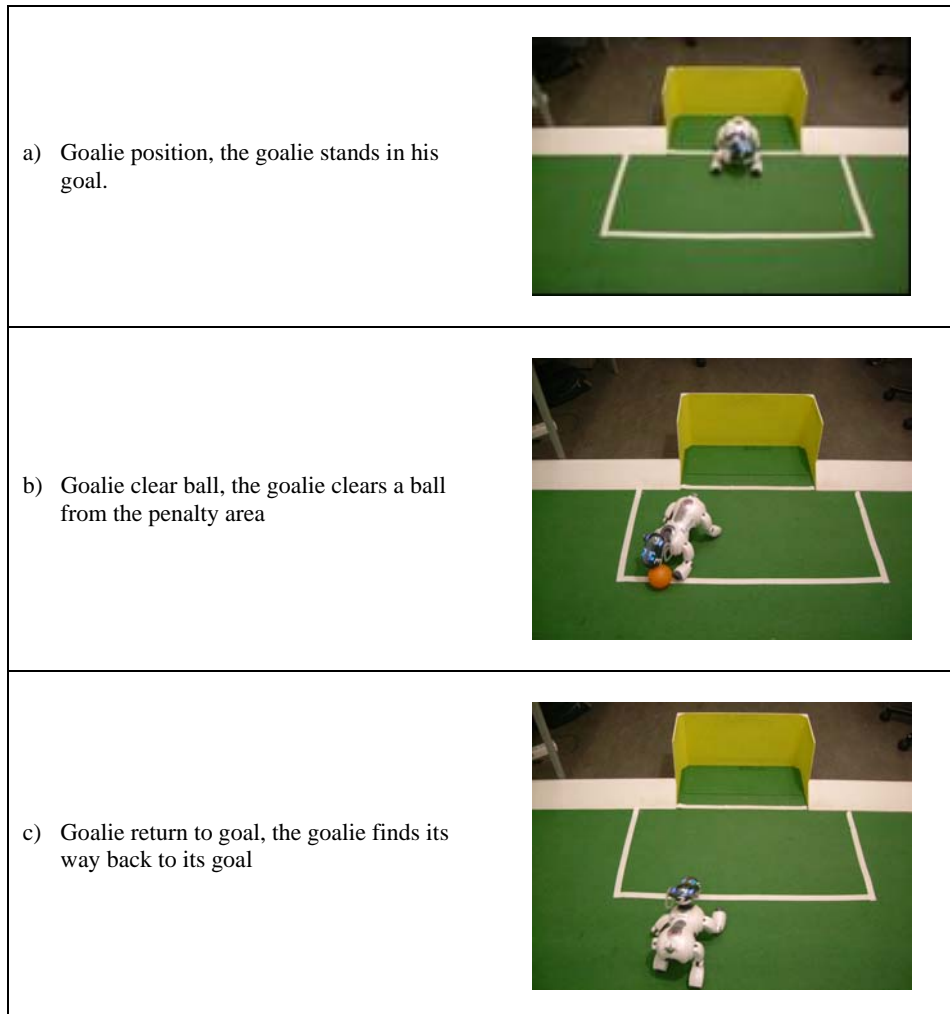 a) Goalie position, the goalie stands in his
goal.
b) Goalie clear ball, the goalie clears a ball
from the penalty area
c) Goalie return to goal, the goalie finds its
way back to its goal